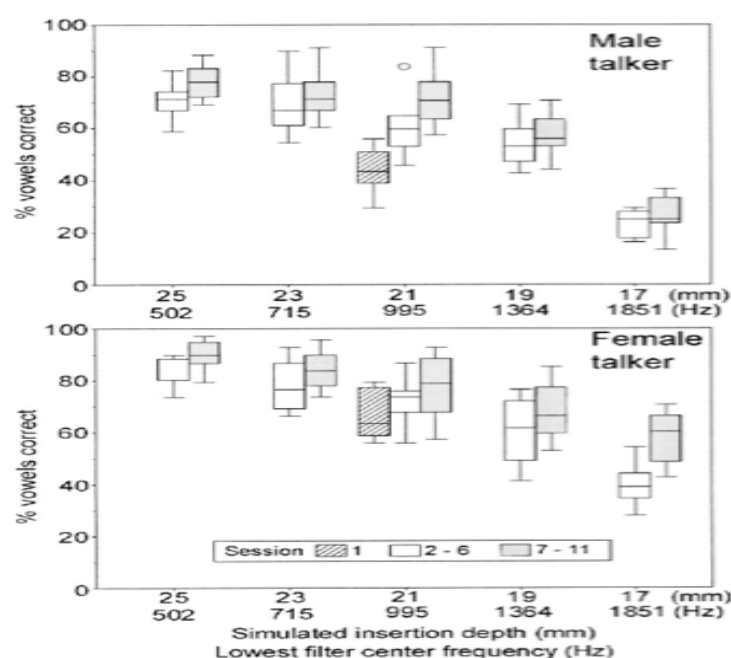 100
Male
talker
80
60
40
20
0
% vowels correct
25 23 21 19 17 (mm)
502 715 995 1364 1851 (Hz)
100
Female
talker
80
60
40
20
0
% vowels correct
Session 1 2 - 6 7 - 11
25 23 21 19 17 (mm)
502 715 995 1364 1851 (Hz)
Simulated insertion depth (mm)
Lowest filter center frequency (Hz)